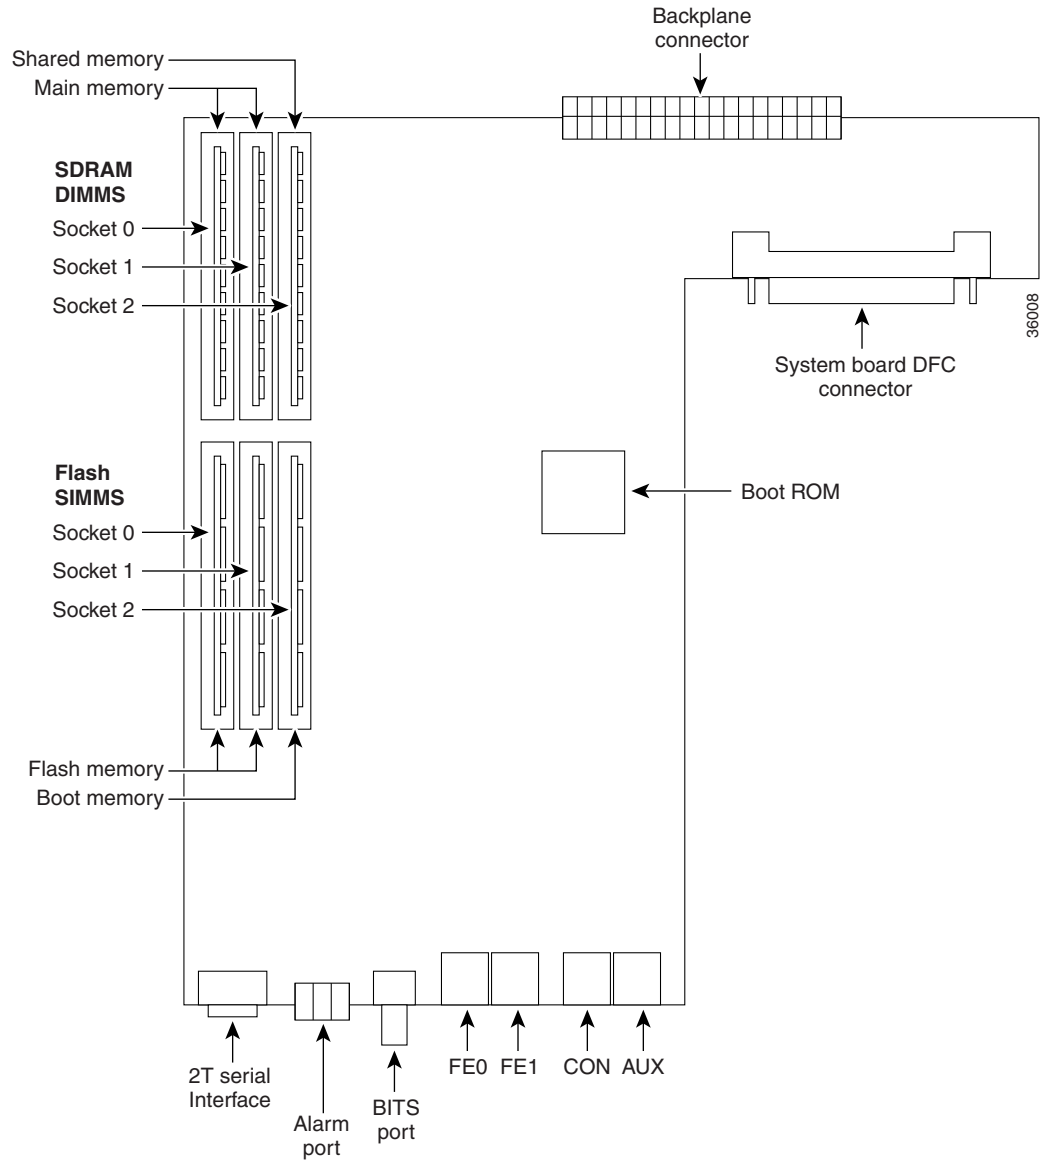 Backplane
connector
Shared memory
Main memory
SDRAM
DIMMS
Socket 0
Socket 1
Socket 2
36008
System board DFC
connector
Flash
SIMMS
Socket 0
Socket 1
Socket 2
Boot ROM
Flash memory
Boot memory
FE0 FE1 CON AUX
2T serial
Interface
BITS
port
Alarm
port